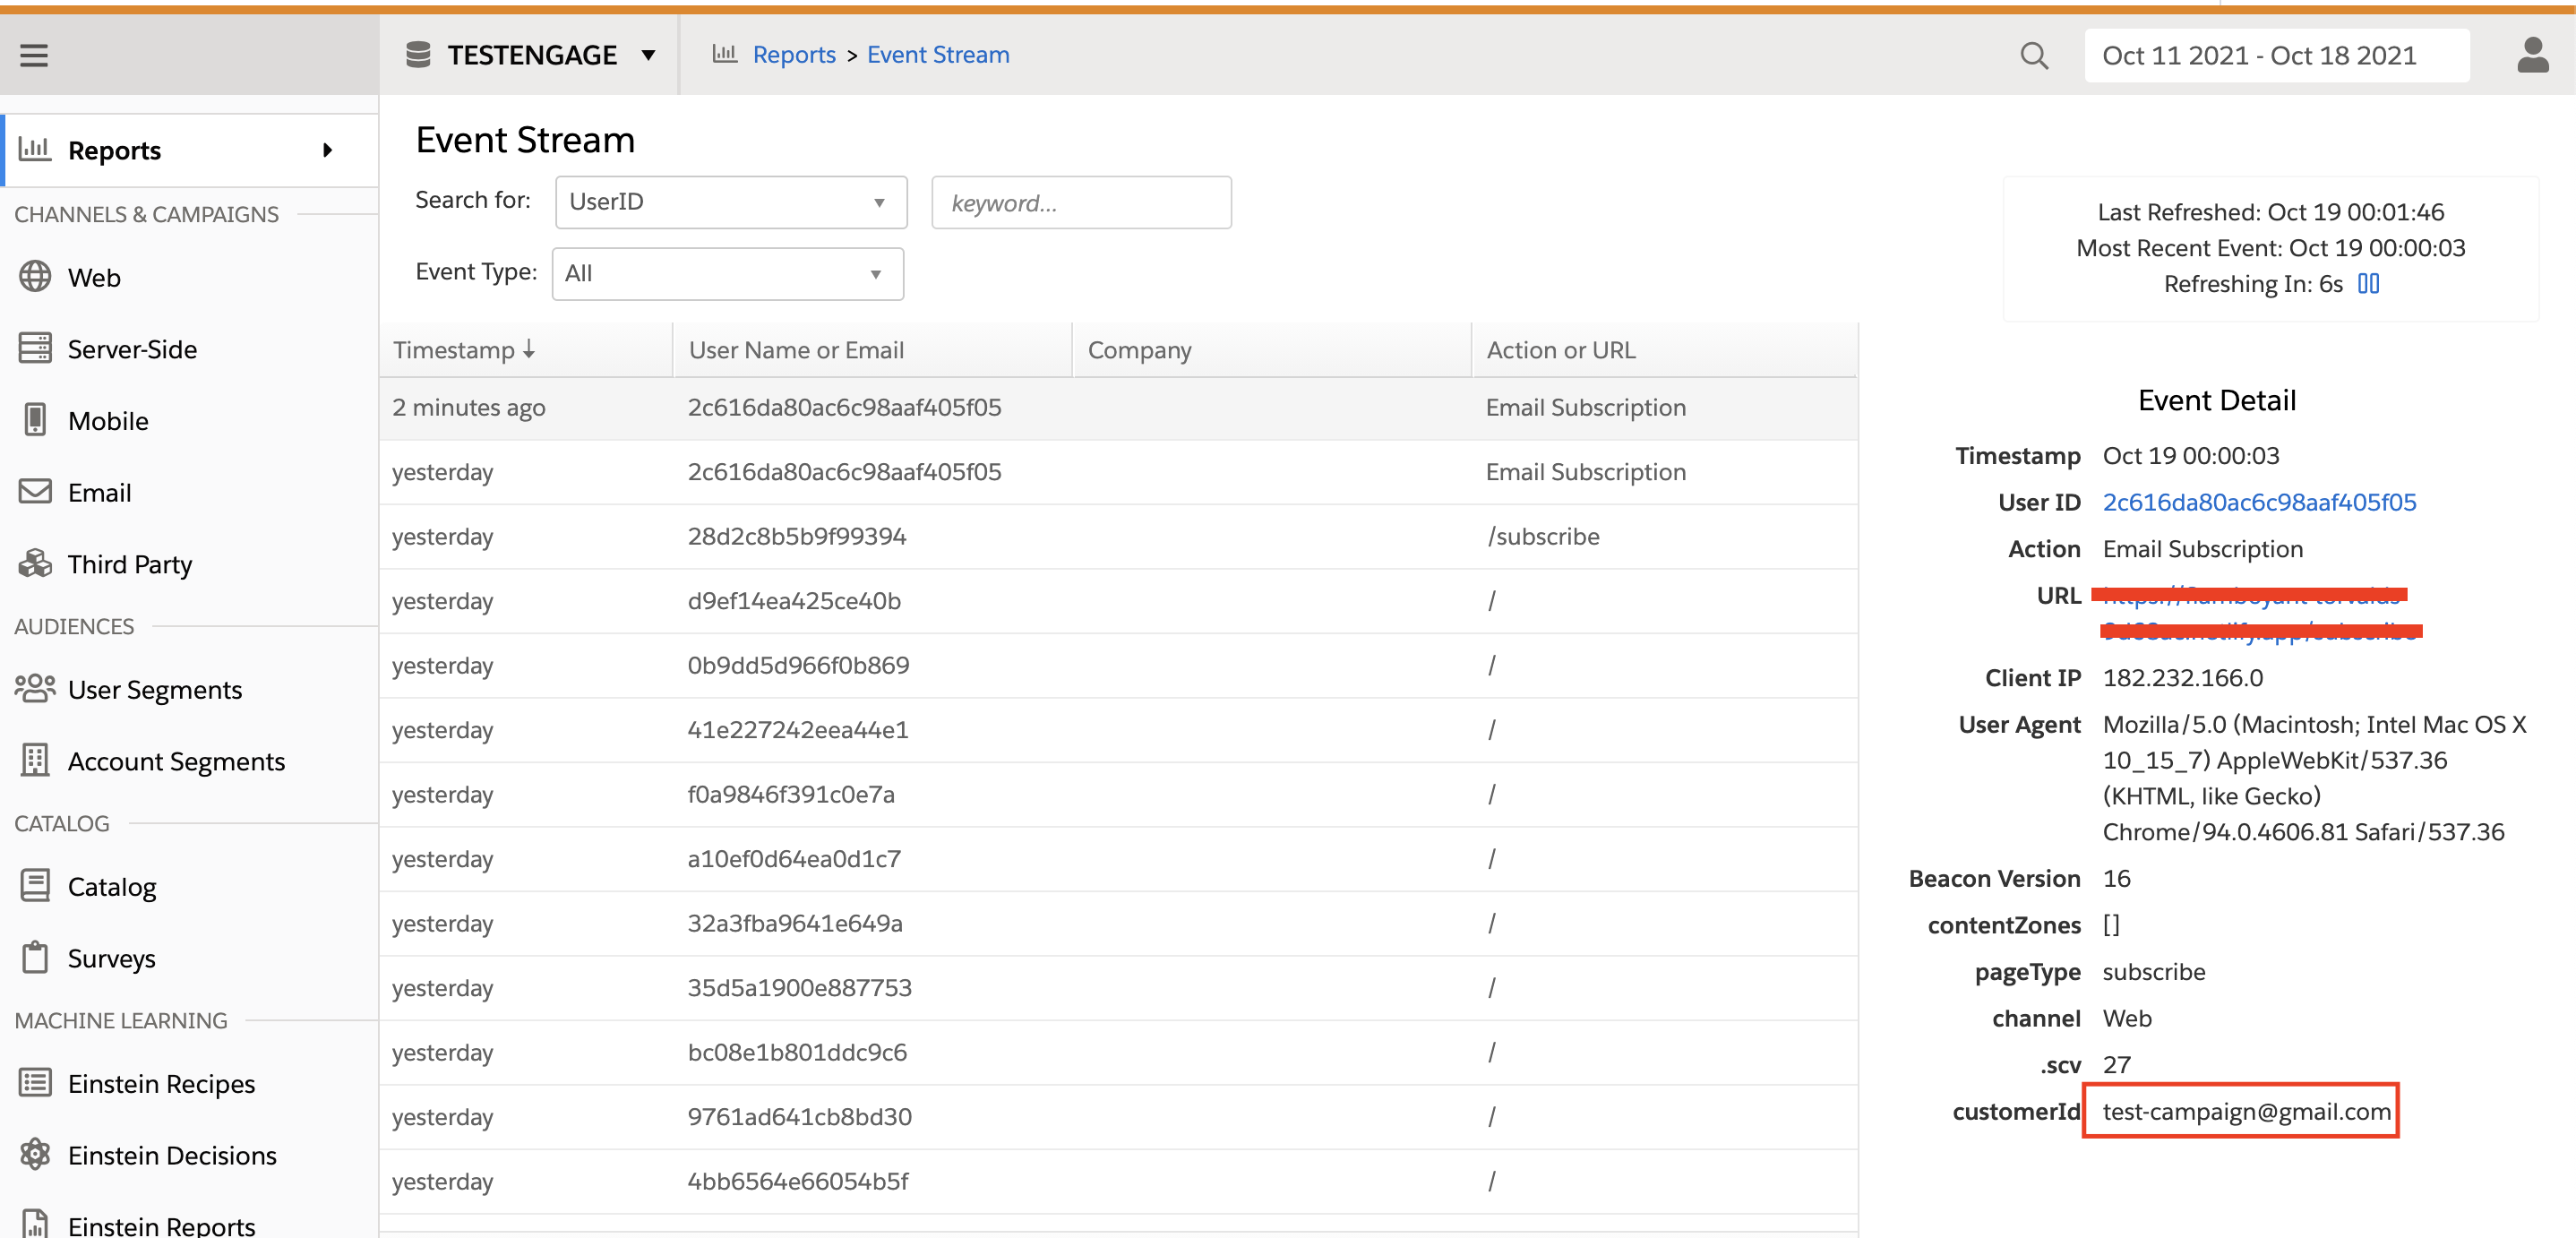 TESTENGAGE
Reports > Event Stream
Oct 11 2021 - Oct 18 2021
Reports
CHANNELS & CAMPAIGNS
Web
Server-Side
Mobile
Email
Third Party
AUDIENCES
User Segments
Account Segments
CATALOG
Catalog
Surveys
MACHINE LEARNING
Einstein Recipes
Einstein Decisions
Einstein Reports
Event Stream
Search for: UserID keyword...
Event Type: All
Last Refreshed: Oct 19 00:01:46
Most Recent Event: Oct 19 00:00:03
Refreshing In: 6s
Timestamp User Name or Email Company Action or URL
2 minutes ago 2c616da80ac6c98aaf405f05 Email Subscription
yesterday 2c616da80ac6c98aaf405f05 Email Subscription
yesterday 28d2c8b5b9f99394 /subscribe
yesterday d9ef14ea425ce40b /
yesterday 0b9dd5d966f0b869 /
yesterday 41e227242eea44e1 /
yesterday f0a9846f391c0e7a /
yesterday a10ef0d64ea0d1c7 /
yesterday 32a3fba9641e649a /
yesterday 35d5a1900e887753 /
yesterday bc08e1b801ddc9c6 /
yesterday 9761ad641cb8bd30 /
yesterday 4bb6564e66054b5f /
Event Detail
Timestamp Oct 19 00:00:03
User ID 2c616da80ac6c98aaf405f05
Action Email Subscription
URL
Client IP 182.232.166.0
User Agent Mozilla/5.0 (Macintosh; Intel Mac OS X
10_15_7) AppleWebKit/537.36
(KHTML, like Gecko)
Chrome/94.0.4606.81 Safari/537.36
Beacon Version 16
contentZones []
pageType subscribe
channel Web
.scv 27
customerId test-campaign@gmail.com